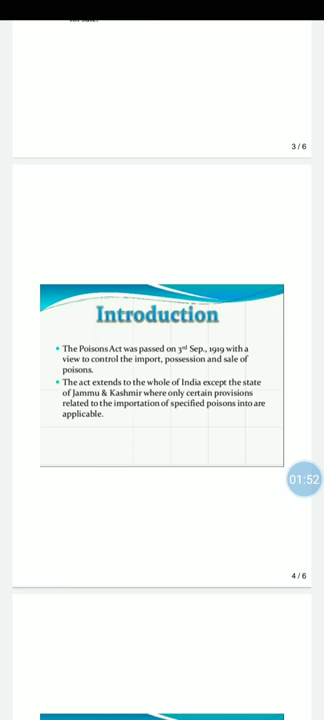 3 / 6
Introduction
• The Poisons Act was passed on 3rd Sep., 1919 with a
view to control the import, possession and sale of
poisons.
• The act extends to the whole of India except the state
of Jammu & Kashmir where only certain provisions
related to the importation of specified poisons into are
applicable.
01:52
4 / 6